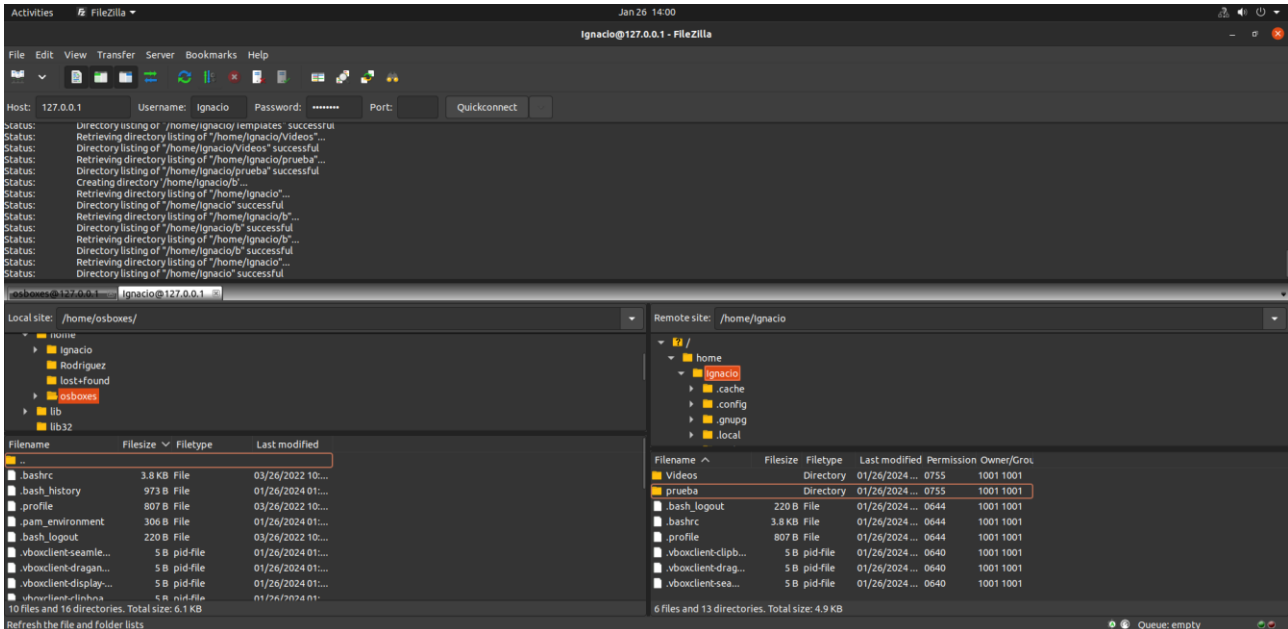 Activities FileZilla Jan 26 14:00
Ignacio@127.0.0.1 - FileZilla
File Edit View Transfer Server Bookmarks Help
Host: 127.0.0.1 Username: Ignacio Password: •••••••• Port: Quickconnect
Status: Directory listing of "/home/Ignacio/Templates" successful
Status: Retrieving directory listing of "/home/Ignacio/Videos"...
Status: Directory listing of "/home/Ignacio/Videos" successful
Status: Retrieving directory listing of "/home/Ignacio/prueba"...
Status: Directory listing of "/home/Ignacio/prueba" successful
Status: Creating directory '/home/Ignacio/b'...
Status: Retrieving directory listing of "/home/Ignacio"...
Status: Directory listing of "/home/Ignacio" successful
Status: Retrieving directory listing of "/home/Ignacio/b"...
Status: Directory listing of "/home/Ignacio/b" successful
Status: Retrieving directory listing of "/home/Ignacio/b"...
Status: Directory listing of "/home/Ignacio/b" successful
Status: Retrieving directory listing of "/home/Ignacio"...
Status: Directory listing of "/home/Ignacio" successful
osboxes@127.0.0.1 Ignacio@127.0.0.1
Local site: /home/osboxes/
home
Ignacio
Rodriguez
lost+found
osboxes
lib
lib32
Filename Filesize Filetype Last modified
..
.bashrc 3.8 KB File 03/26/2022 10:...
.bash_history 973 B File 01/26/2024 01:...
.profile 807 B File 03/26/2022 10:...
.pam_environment 306 B File 01/26/2024 01:...
.bash_logout 220 B File 03/26/2022 10:...
.vboxclient-seamle... 5 B pid-file 01/26/2024 01:...
.vboxclient-dragan... 5 B pid-file 01/26/2024 01:...
.vboxclient-display-... 5 B pid-file 01/26/2024 01:...
.vboxclient-clipboa... 5 B pid-file 01/26/2024 01:...
10 files and 16 directories. Total size: 6.1 KB
Remote site: /home/Ignacio
/
home
Ignacio
.cache
.config
.gnupg
.local
Filename Filesize Filetype Last modified Permission Owner/Grou
Videos Directory 01/26/2024 ... 0755 1001 1001
prueba Directory 01/26/2024 ... 0755 1001 1001
.bash_logout 220 B File 01/26/2024 ... 0644 1001 1001
.bashrc 3.8 KB File 01/26/2024 ... 0644 1001 1001
.profile 807 B File 01/26/2024 ... 0644 1001 1001
.vboxclient-clipb... 5 B pid-file 01/26/2024 ... 0640 1001 1001
.vboxclient-drag... 5 B pid-file 01/26/2024 ... 0640 1001 1001
.vboxclient-sea... 5 B pid-file 01/26/2024 ... 0640 1001 1001
6 files and 13 directories. Total size: 4.9 KB
Refresh the file and folder lists Queue: empty